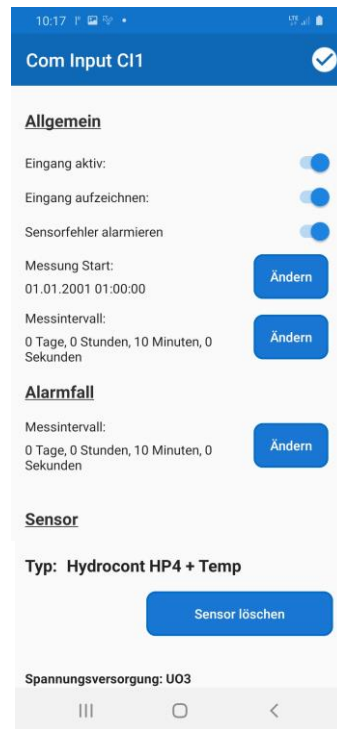 10:17
Com Input CI1
Allgemein
Eingang aktiv:
Eingang aufzeichnen:
Sensorfehler alarmieren
Messung Start:
01.01.2001 01:00:00
Ändern
Messintervall:
0 Tage, 0 Stunden, 10 Minuten, 0
Sekunden
Ändern
Alarmfall
Messintervall:
0 Tage, 0 Stunden, 10 Minuten, 0
Sekunden
Ändern
Sensor
Typ: Hydrocont HP4 + Temp
Sensor löschen
Spannungsversorgung: UO3